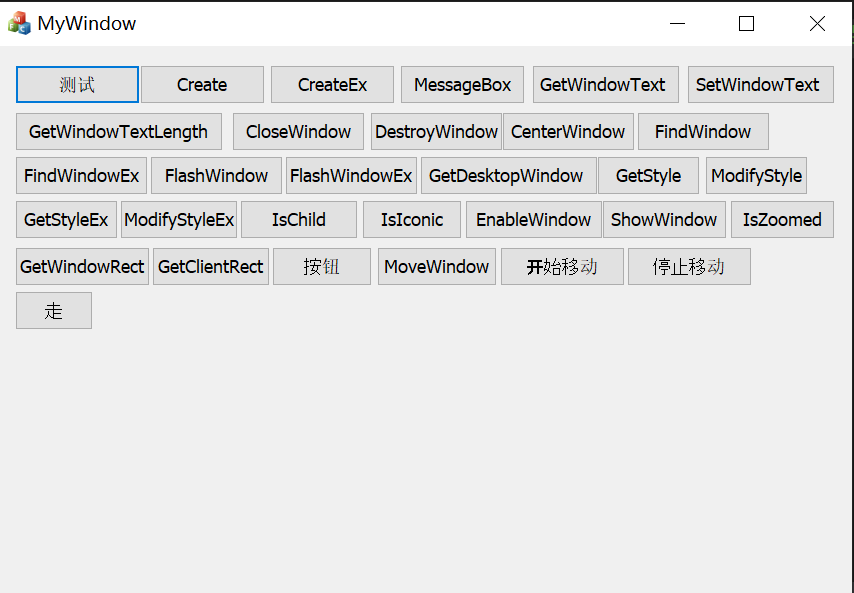 MyWindow
测试 Create CreateEx MessageBox GetWindowText SetWindowText
GetWindowTextLength CloseWindow DestroyWindow CenterWindow FindWindow
FindWindowEx FlashWindow FlashWindowEx GetDesktopWindow GetStyle ModifyStyle
GetStyleEx ModifyStyleEx IsChild IsIconic EnableWindow ShowWindow IsZoomed
GetWindowRect GetClientRect 按钮 MoveWindow 开始移动 停止移动
走